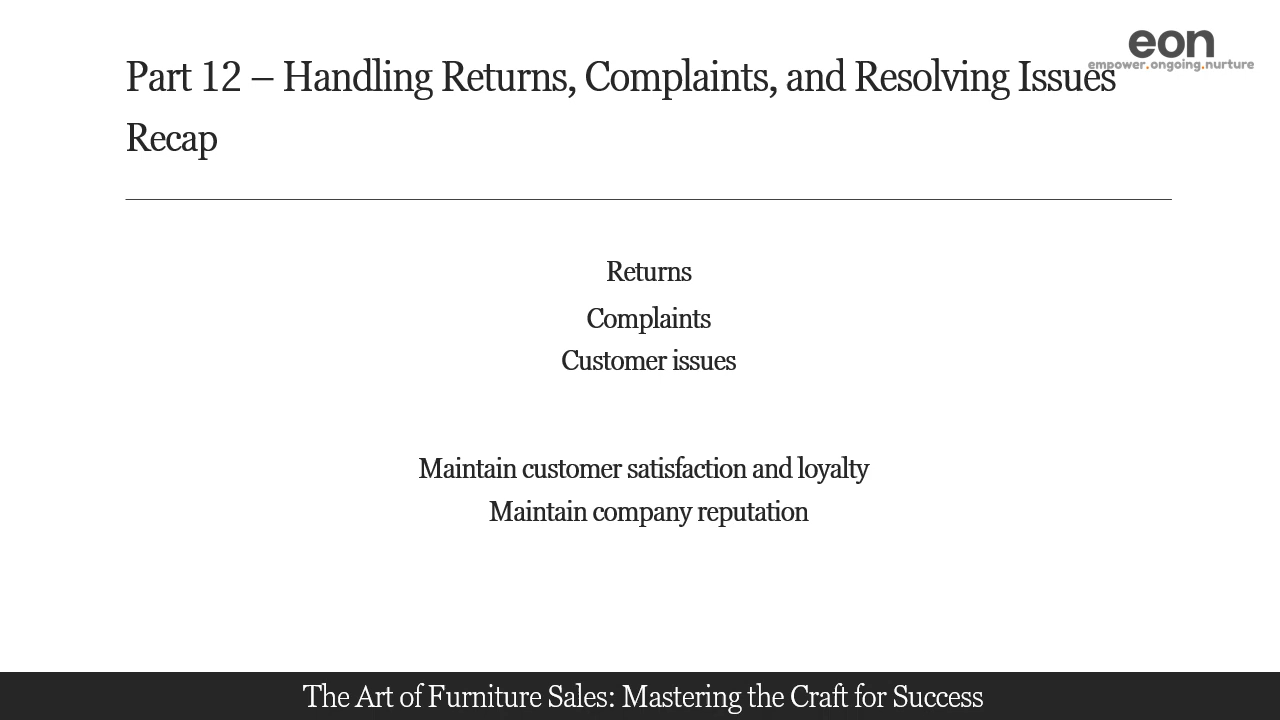 eon
empower.ongoing.nurture
Part 12 – Handling Returns, Complaints, and Resolving Issues
Recap
Returns
Complaints
Customer issues
Maintain customer satisfaction and loyalty
Maintain company reputation
The Art of Furniture Sales: Mastering the Craft for Success